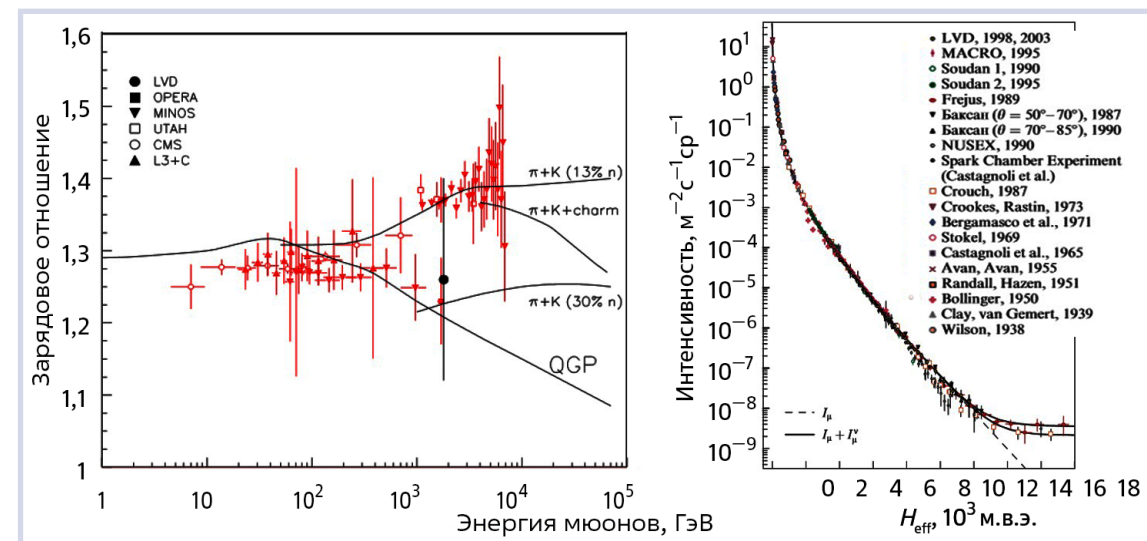 1,6
1,5
1,4
1,3
1,2
1,1
1
Зарядовое отношение
LVD
OPERA
MINOS
UTAH
CMS
L3+C
π+K (13% n)
π+K+charm
π+K (30% n)
QGP
1 10 10² 10³ 10⁴ 10⁵
Энергия мюонов, ГэВ
10¹
10⁰
10⁻¹
10⁻²
10⁻³
10⁻⁴
10⁻⁵
10⁻⁶
10⁻⁷
10⁻⁸
10⁻⁹
Интенсивность, м⁻²с⁻¹ср⁻¹
LVD, 1998, 2003
MACRO, 1995
Soudan 1, 1990
Soudan 2, 1995
Frejus, 1989
Баксан (θ = 50°–70°), 1987
Баксан (θ = 70°–85°), 1990
NUSEX, 1990
Spark Chamber Experiment
(Castagnoli et al.)
Crouch, 1987
Crookes, Rastin, 1973
Bergamasco et al., 1971
Stokel, 1969
Castagnoli et al., 1965
Avan, Avan, 1955
Randall, Hazen, 1951
Bollinger, 1950
Clay, van Gemert, 1939
Wilson, 1938
I_μ
I_μ + I_μ^ν
0 2 4 6 8 10 12 14 16 18
H_eff, 10³ м.в.э.